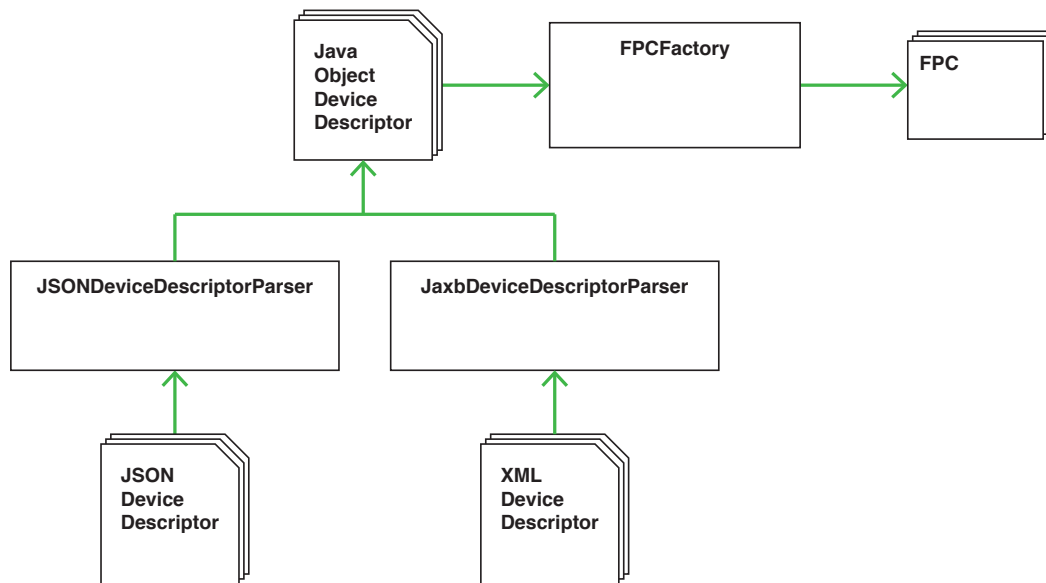 Java
Object
Device
Descriptor
FPCFactory
FPC
JSONDeviceDescriptorParser
JaxbDeviceDescriptorParser
JSON
Device
Descriptor
XML
Device
Descriptor